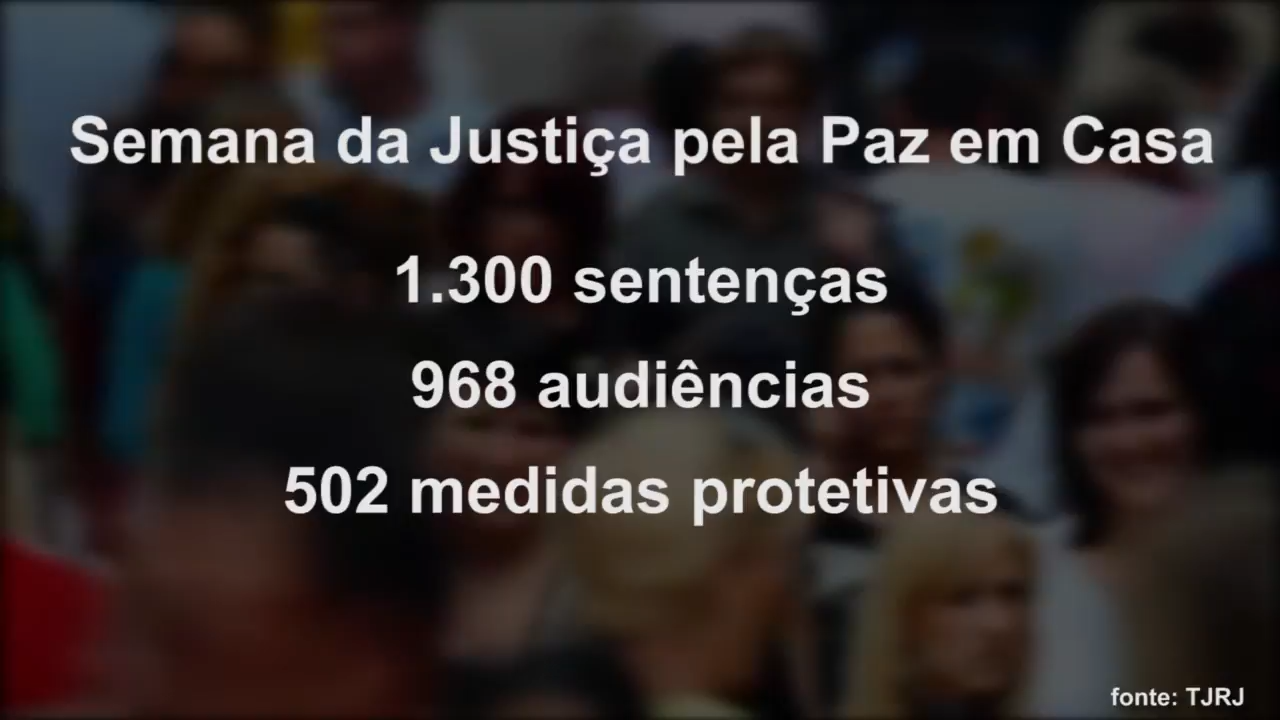 Semana da Justiça pela Paz em Casa
1.300 sentenças
968 audiências
502 medidas protetivas
fonte: TJRJ